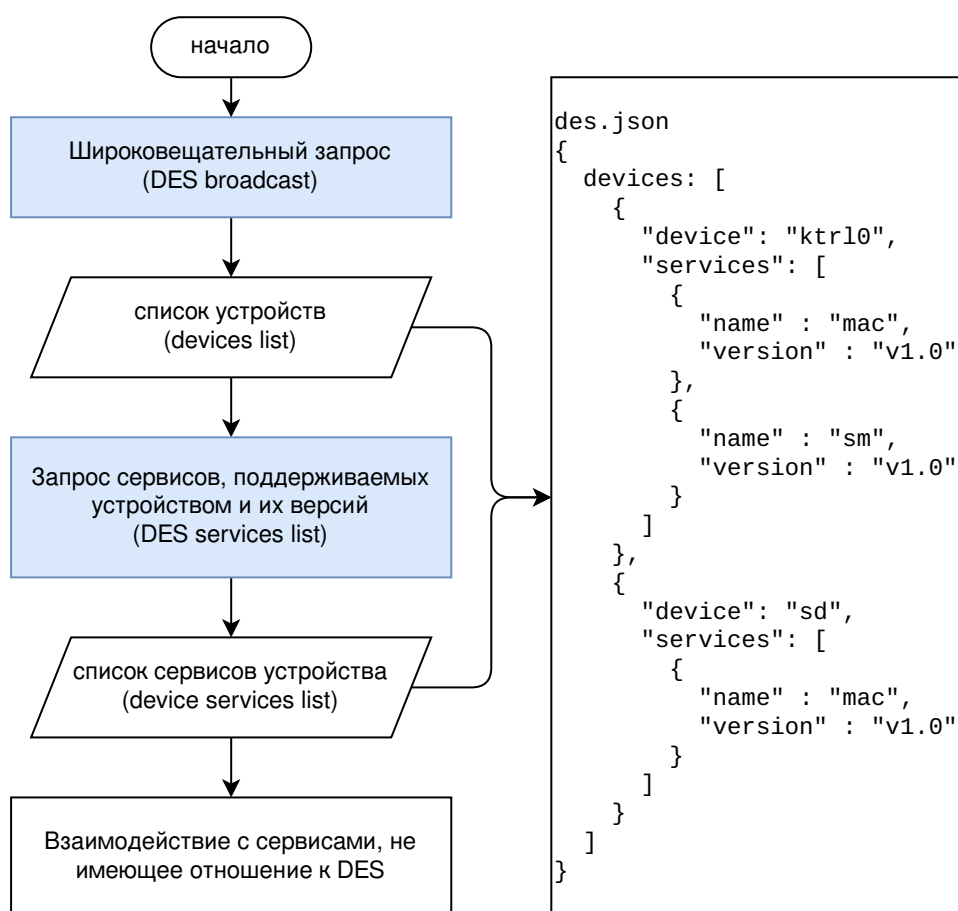 начало
Широковещательный запрос
(DES broadcast)
список устройств
(devices list)
Запрос сервисов, поддерживаемых
устройством и их версий
(DES services list)
список сервисов устройства
(device services list)
Взаимодействие с сервисами, не
имеющее отношение к DES
des.json
{
  devices: [
    {
      "device": "ktrl0",
      "services": [
        {
          "name" : "mac",
          "version" : "v1.0"
        },
        {
          "name" : "sm",
          "version" : "v1.0"
        }
      ]
    },
    {
      "device": "sd",
      "services": [
        {
          "name" : "mac",
          "version" : "v1.0"
        }
      ]
    }
  ]
}